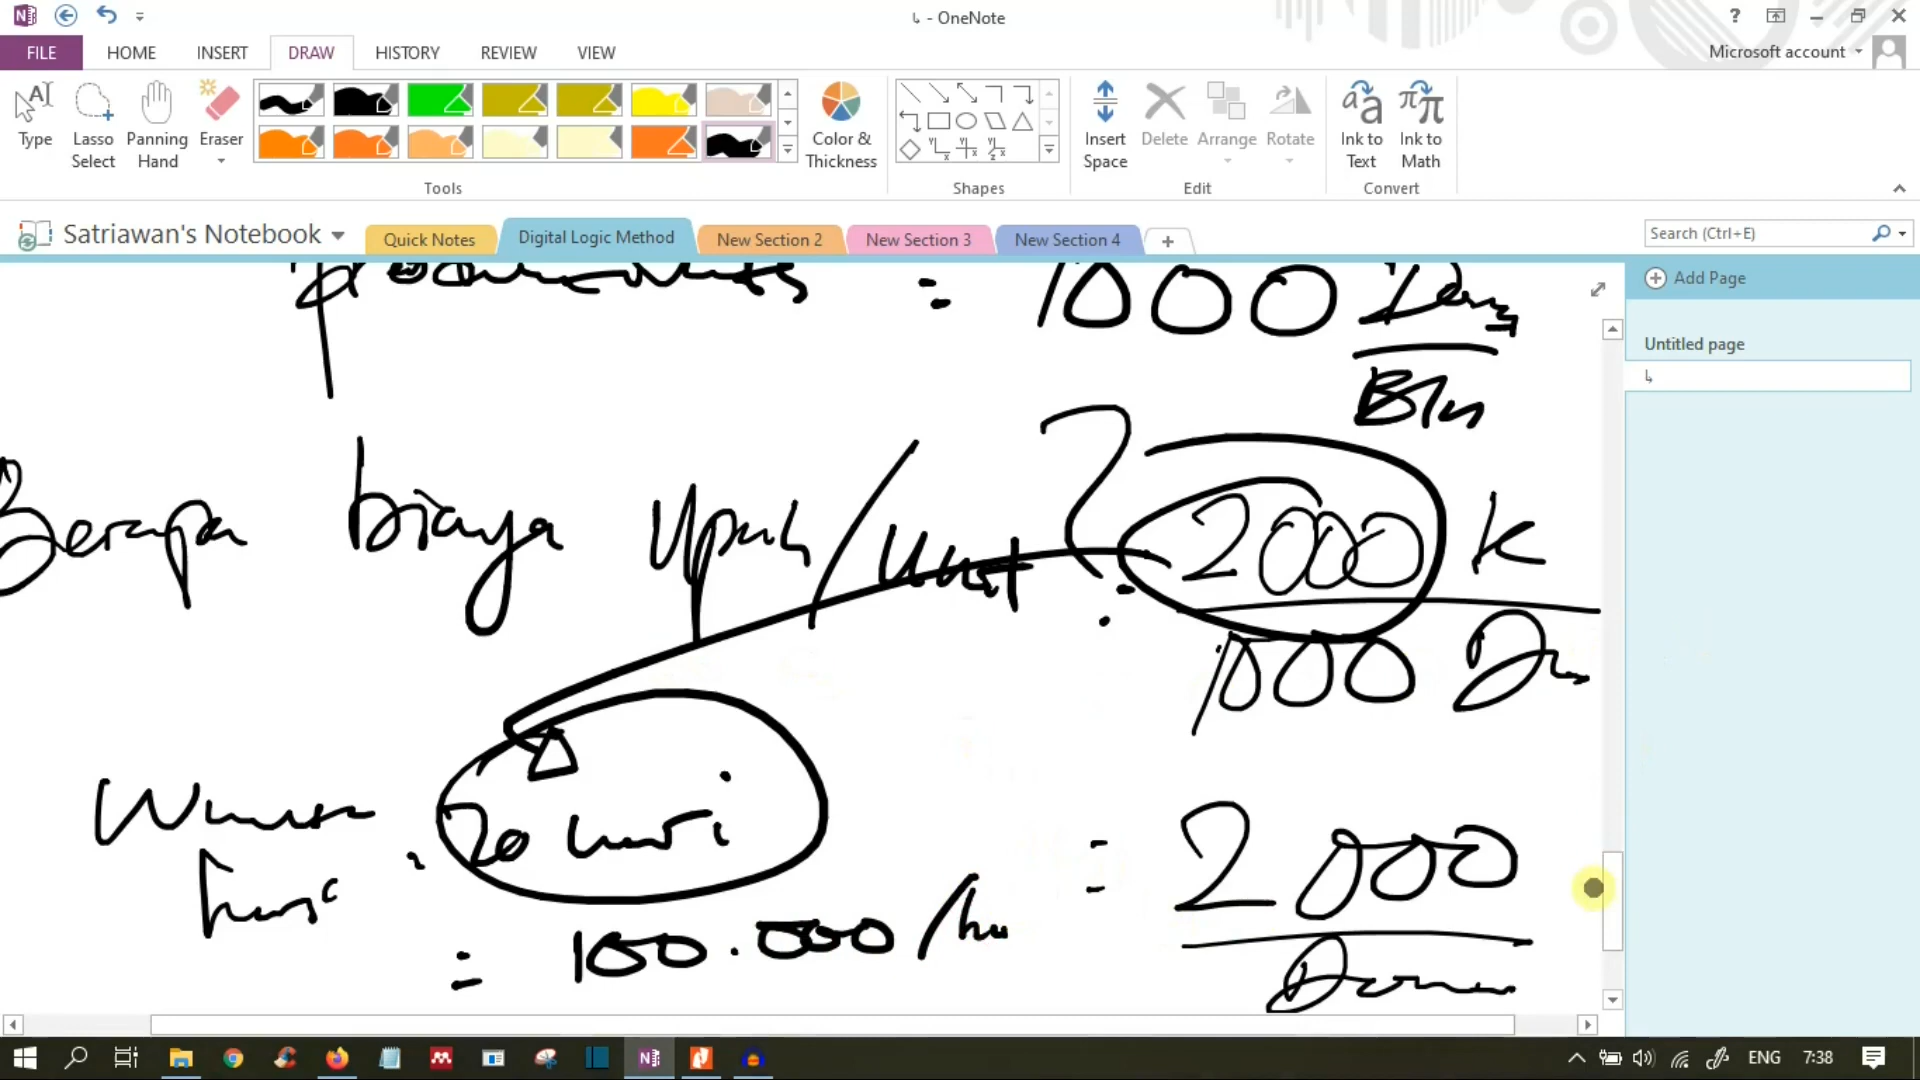 ↳ - OneNote
?
Microsoft account
FILE
HOME
INSERT
DRAW
HISTORY
REVIEW
VIEW
Type
Lasso
Select
Panning
Hand
Eraser
Color &
Thickness
Insert
Space
Delete
Arrange
Rotate
Ink to
Text
Ink to
Math
Tools
Shapes
Edit
Convert
Satriawan's Notebook
Quick Notes
Digital Logic Method
New Section 2
New Section 3
New Section 4
+
Search (Ctrl+E)
Add Page
Untitled page
↳
= 1000
Bln
Berapa biaya upah/unit ? : 2000 K
1000
20 hari
= 100.000 /ha
= 2000
ENG
7:38